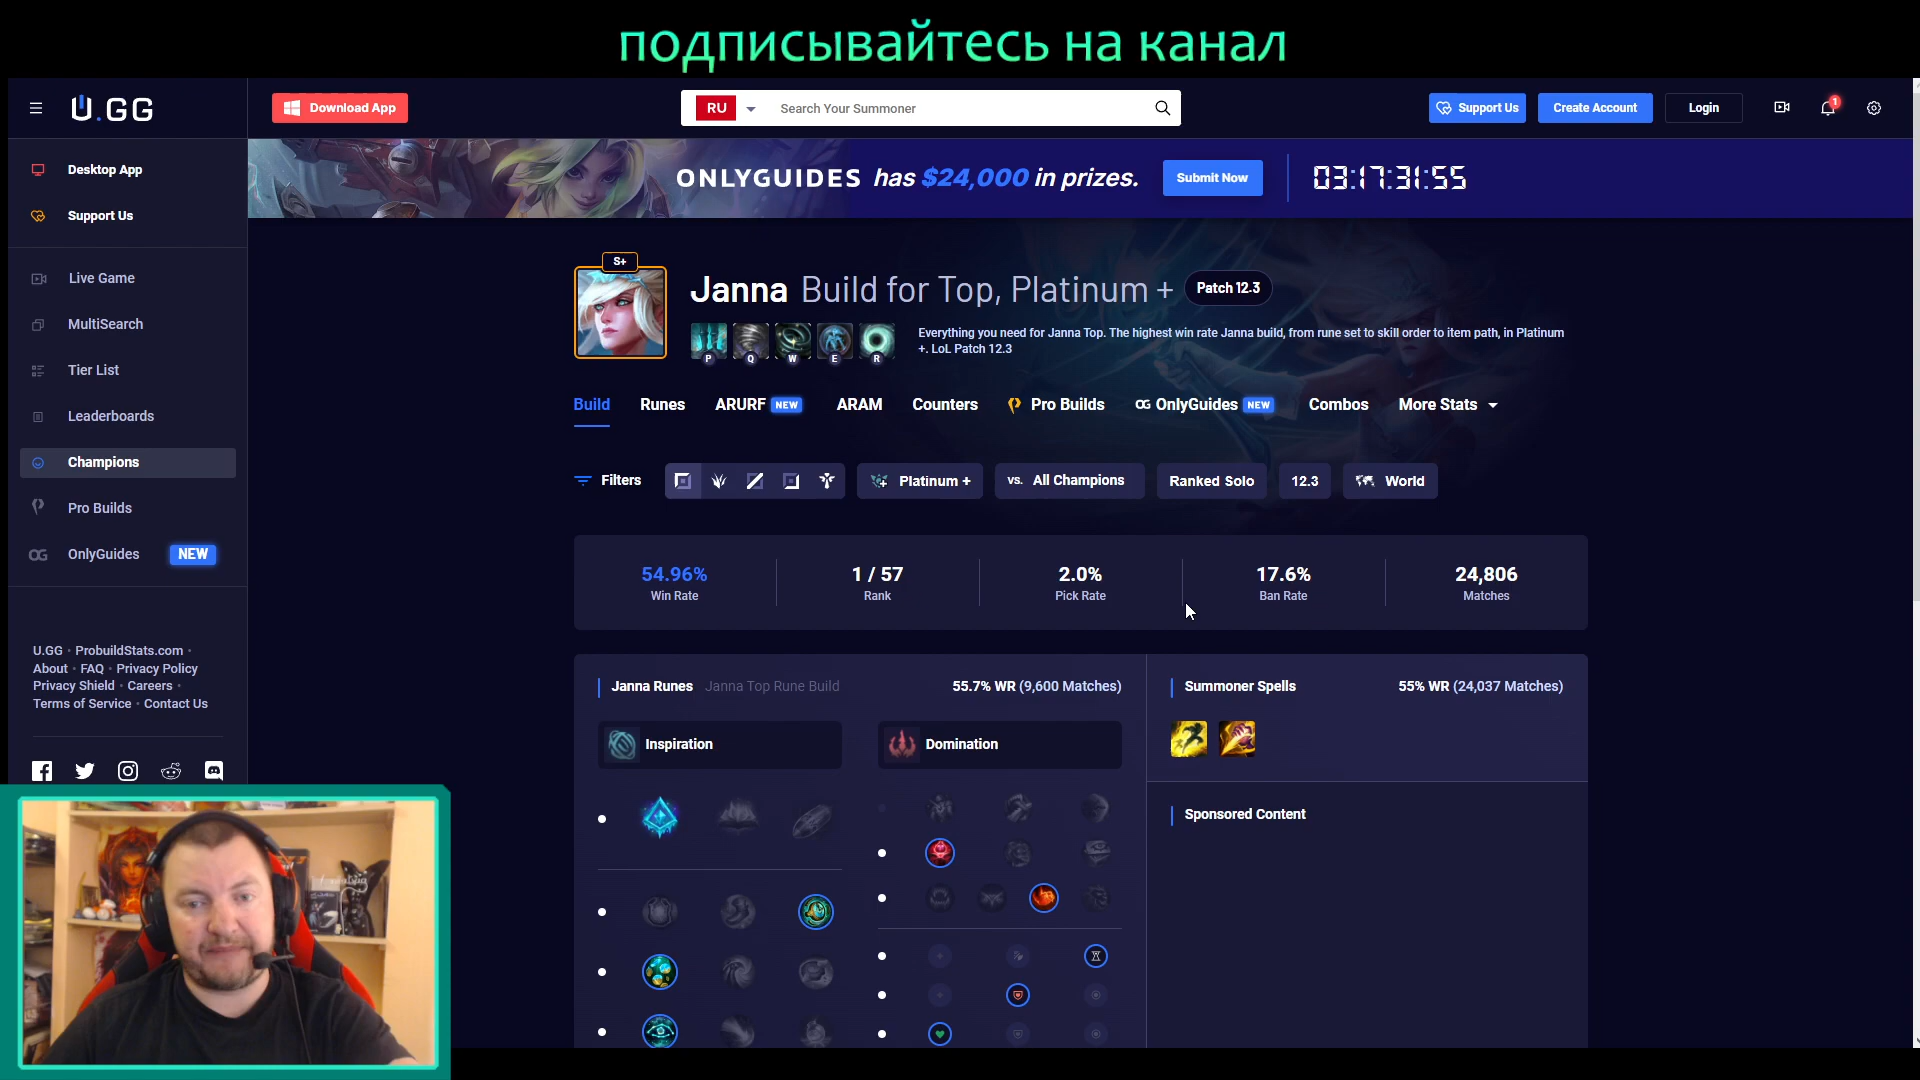 подписывайтесь на канал
U.GG
Download App
RU
Search Your Summoner
Support Us
Create Account
Login
1
Desktop App
Support Us
Live Game
MultiSearch
Tier List
Leaderboards
Champions
Pro Builds
OnlyGuides NEW
U.GG · ProbuildStats.com ·
About · FAQ · Privacy Policy
Privacy Shield · Careers ·
Terms of Service · Contact Us
ONLYGUIDES has $24,000 in prizes.
Submit Now
03:17:31:55
S+
Janna Build for Top, Platinum +
Patch 12.3
P Q W E R
Everything you need for Janna Top. The highest win rate Janna build, from rune set to skill order to item path, in Platinum
+. LoL Patch 12.3
Build Runes ARURF NEW ARAM Counters Pro Builds OG OnlyGuides NEW Combos More Stats
Filters
Platinum +
vs. All Champions
Ranked Solo
12.3
World
54.96%
Win Rate
1 / 57
Rank
2.0%
Pick Rate
17.6%
Ban Rate
24,806
Matches
Janna Runes Janna Top Rune Build 55.7% WR (9,600 Matches)
Inspiration
Domination
Summoner Spells 55% WR (24,037 Matches)
Sponsored Content